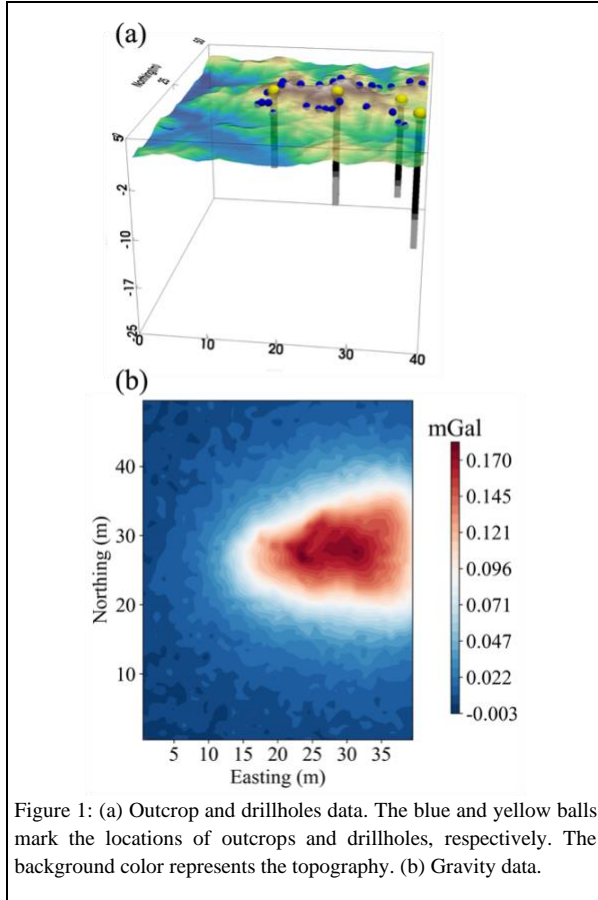 (a)
Northing(m)
25
5
-2
-10
-17
-25
0
10
20
30
40
(b)
mGal
0.170
0.145
0.121
0.096
0.071
0.047
0.022
-0.003
Northing (m)
40
30
20
10
5 10 15 20 25 30 35
Easting (m)
Figure 1: (a) Outcrop and drillholes data. The blue and yellow balls
mark the locations of outcrops and drillholes, respectively. The
background color represents the topography. (b) Gravity data.